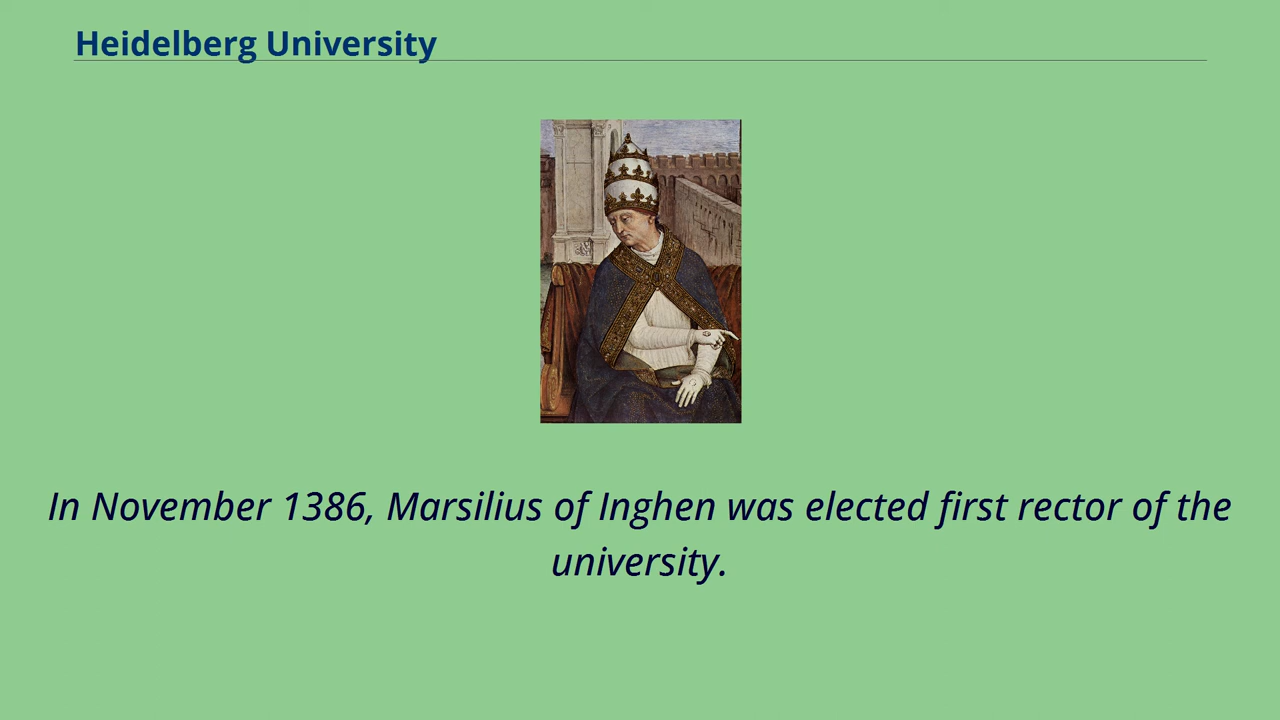 Heidelberg University
In November 1386, Marsilius of Inghen was elected first rector of the
university.